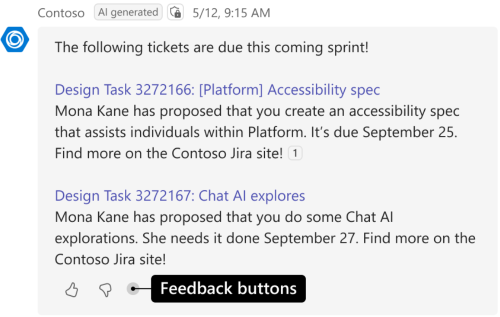 Contoso AI generated 5/12, 9:15 AM
The following tickets are due this coming sprint!
Design Task 3272166: [Platform] Accessibility spec
Mona Kane has proposed that you create an accessibility spec
that assists individuals within Platform. It’s due September 25.
Find more on the Contoso Jira site! 1
Design Task 3272167: Chat AI explores
Mona Kane has proposed that you do some Chat AI
explorations. She needs it done September 27. Find more on the
Contoso Jira site!
Feedback buttons